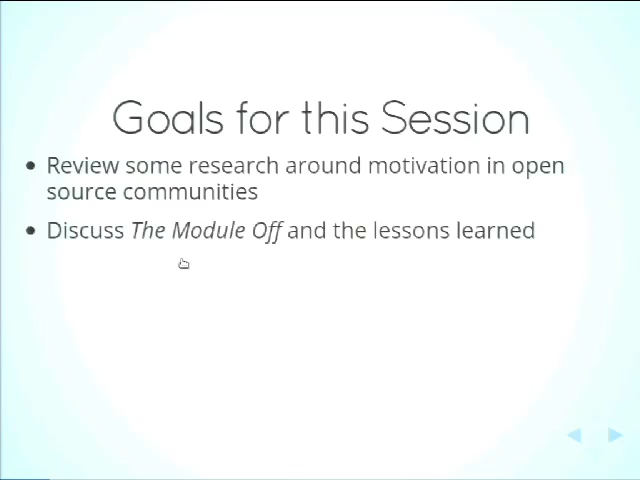 Goals for this Session
Review some research around motivation in open
source communities
Discuss The Module Off and the lessons learned